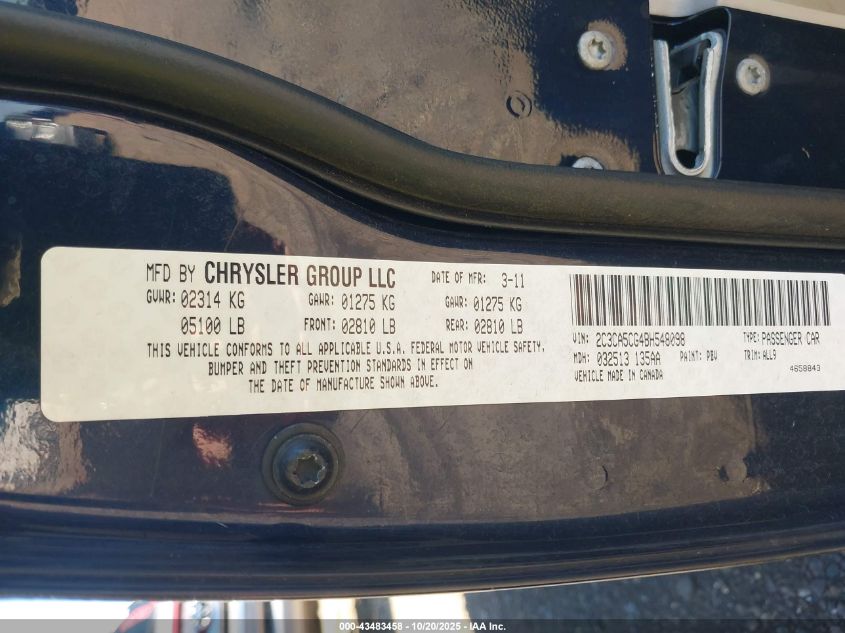 MFD BY CHRYSLER GROUP LLC DATE OF MFR: 3-11
GVWR: 02314 KG GAWR: 01275 KG GAWR: 01275 KG
05100 LB FRONT: 02810 LB REAR: 02810 LB
THIS VEHICLE CONFORMS TO ALL APPLICABLE U.S.A. FEDERAL MOTOR VEHICLE SAFETY,
BUMPER AND THEFT PREVENTION STANDARDS IN EFFECT ON
THE DATE OF MANUFACTURE SHOWN ABOVE.
VIN: 2C3CA5CG4BH548098 TYPE: PASSENGER CAR
MDH: 032513 135AA PAINT: PBV TRIM: ALL9
VEHICLE MADE IN CANADA 4658843
000-43483458 - 10/20/2025 - IAA Inc.